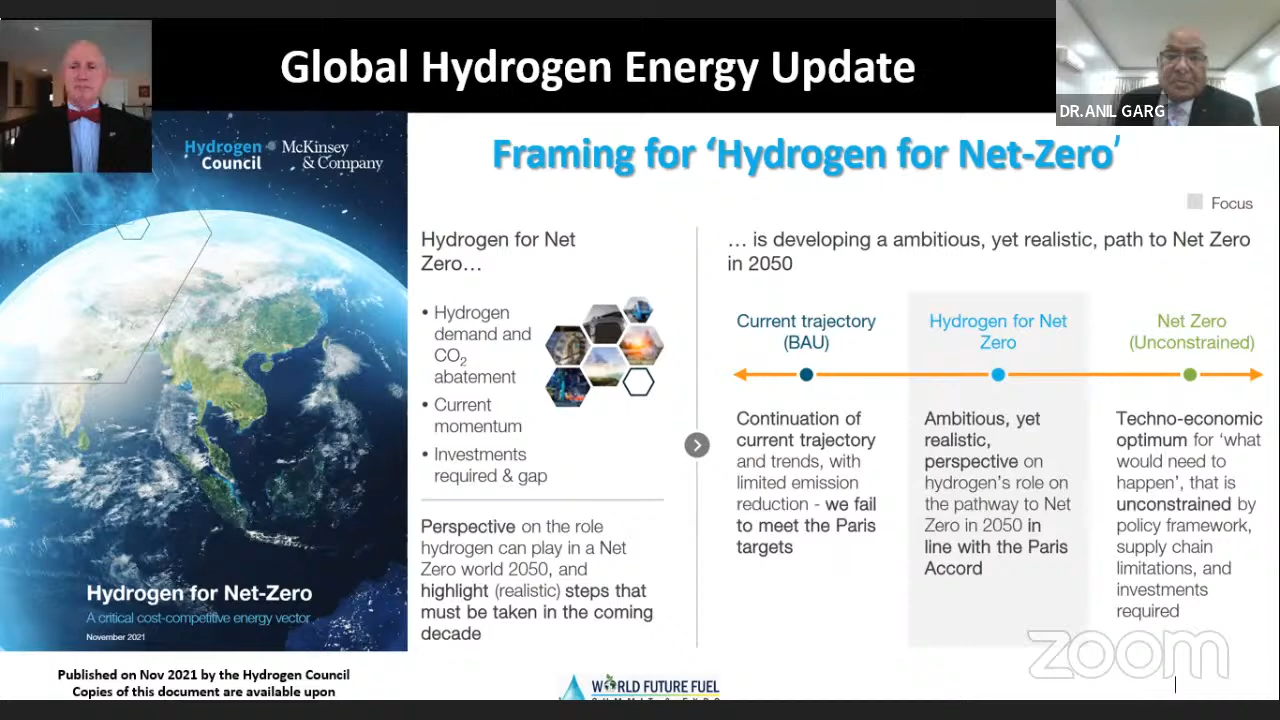 Global Hydrogen Energy Update
DR.ANIL GARG
Hydrogen
Council
McKinsey
& Company
Framing for ‘Hydrogen for Net-Zero’
Focus
Hydrogen for Net
Zero…
• Hydrogen
demand and
CO₂
abatement
• Current
momentum
• Investments
required & gap
Perspective on the role
hydrogen can play in a Net
Zero world 2050, and
highlight (realistic) steps that
must be taken in the coming
decade
… is developing a ambitious, yet realistic, path to Net Zero
in 2050
Current trajectory
(BAU)
Continuation of
current trajectory
and trends, with
limited emission
reduction - we fail
to meet the Paris
targets
Hydrogen for Net
Zero
Ambitious, yet
realistic,
perspective on
hydrogen’s role on
the pathway to Net
Zero in 2050 in
line with the Paris
Accord
Net Zero
(Unconstrained)
Techno-economic
optimum for ‘what
would need to
happen’, that is
unconstrained by
policy framework,
supply chain
limitations, and
investments
required
Hydrogen for Net-Zero
A critical cost-competitive energy vector
November 2021
Published on Nov 2021 by the Hydrogen Council
Copies of this document are available upon
WORLD FUTURE FUEL
zoom